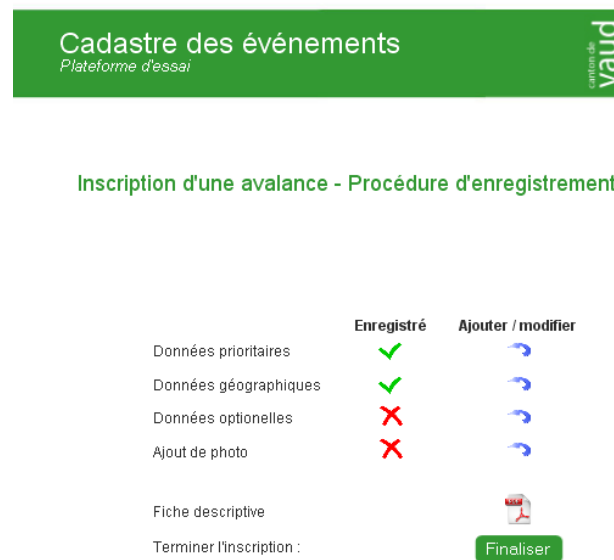 Cadastre des événements
Plateforme d'essai
canton de
vaud
Inscription d'une avalance - Procédure d'enregistrement
Enregistré Ajouter / modifier
Données prioritaires
Données géographiques
Données optionelles
Ajout de photo
Fiche descriptive
Terminer l'inscription : Finaliser